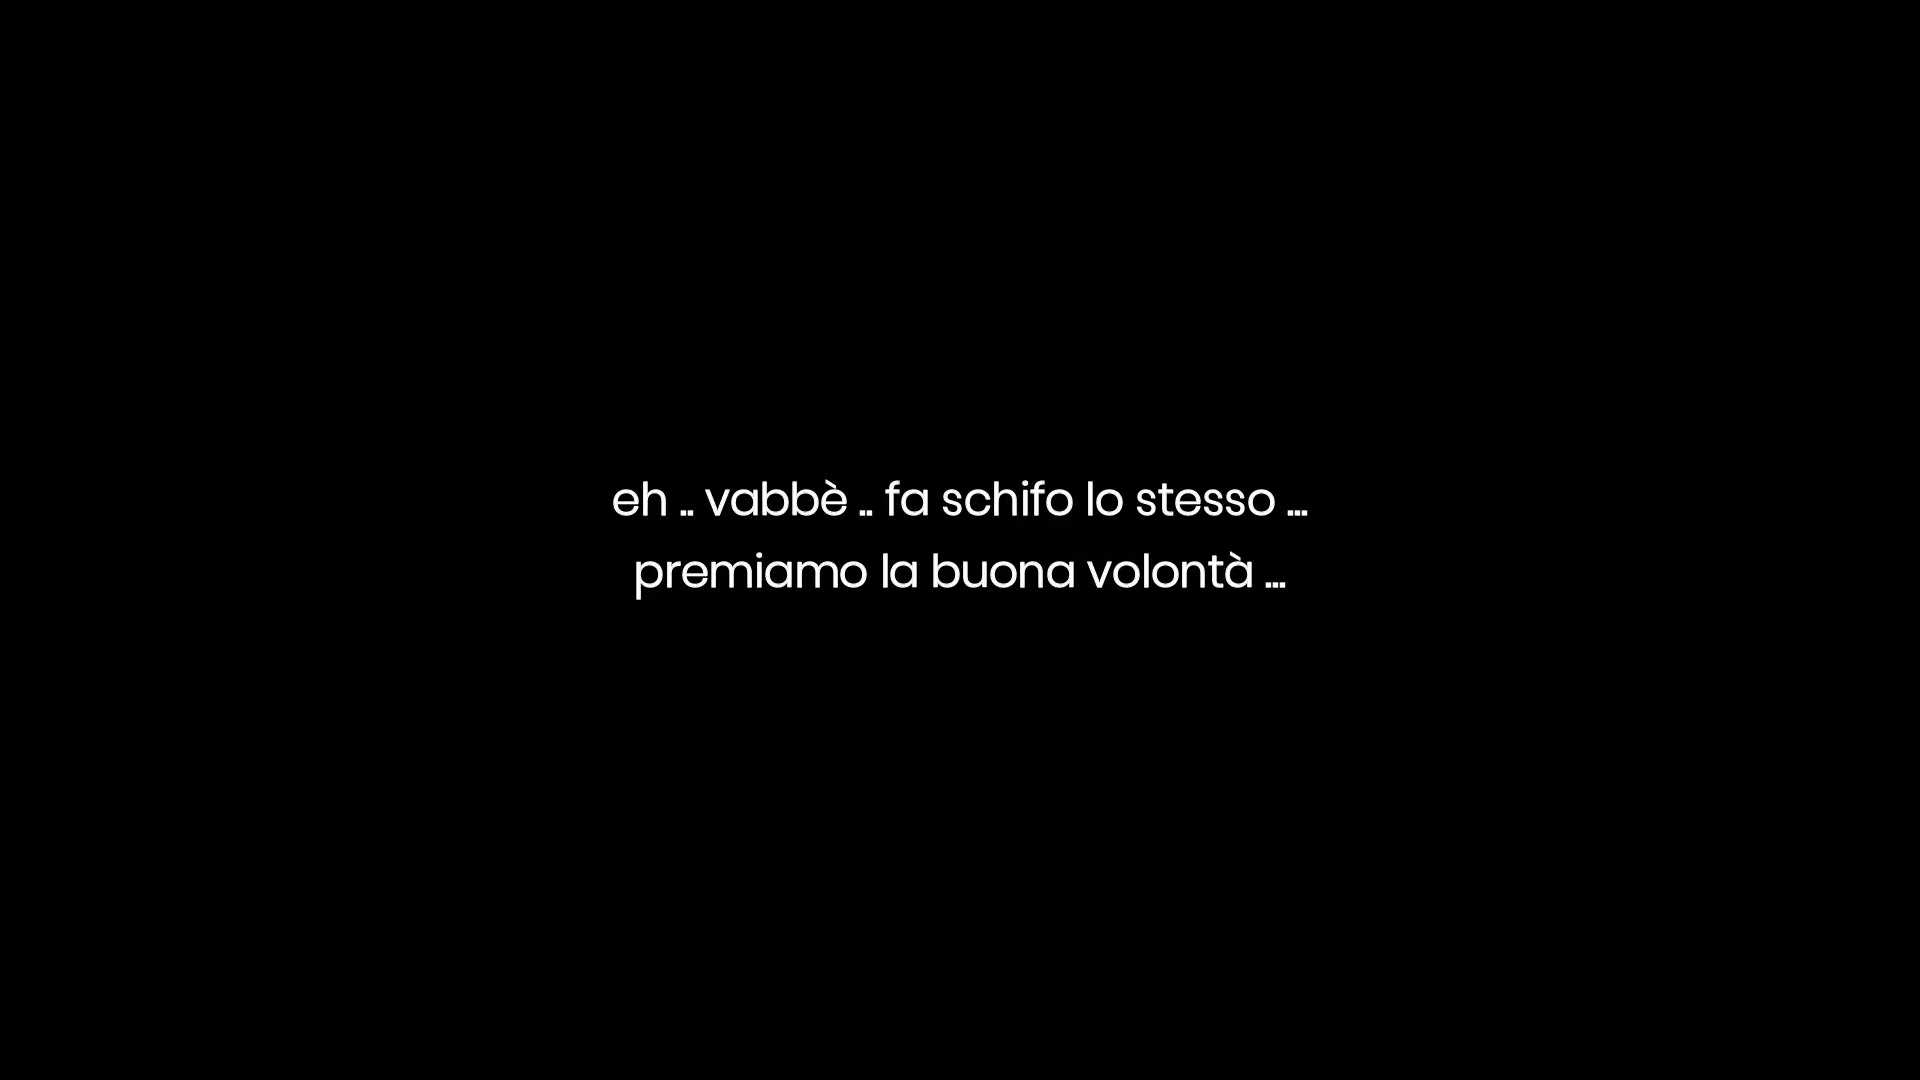 eh .. vabbè .. fa schifo lo stesso ...
premiamo la buona volontà ...